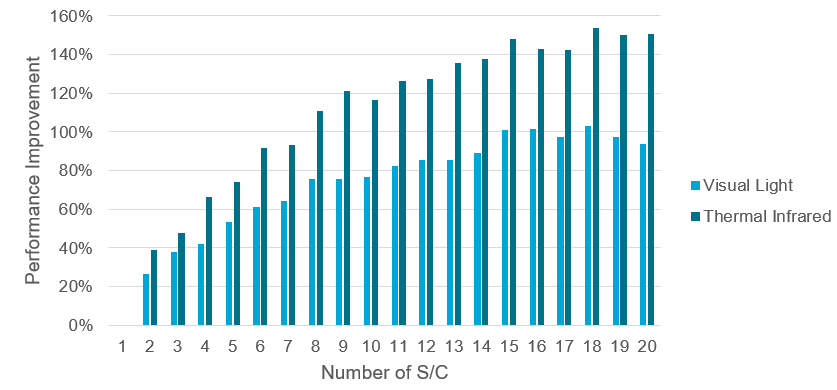 160%
140%
120%
100%
80%
60%
40%
20%
0%
Performance Improvement
1 2 3 4 5 6 7 8 9 10 11 12 13 14 15 16 17 18 19 20
Number of S/C
Visual Light
Thermal Infrared